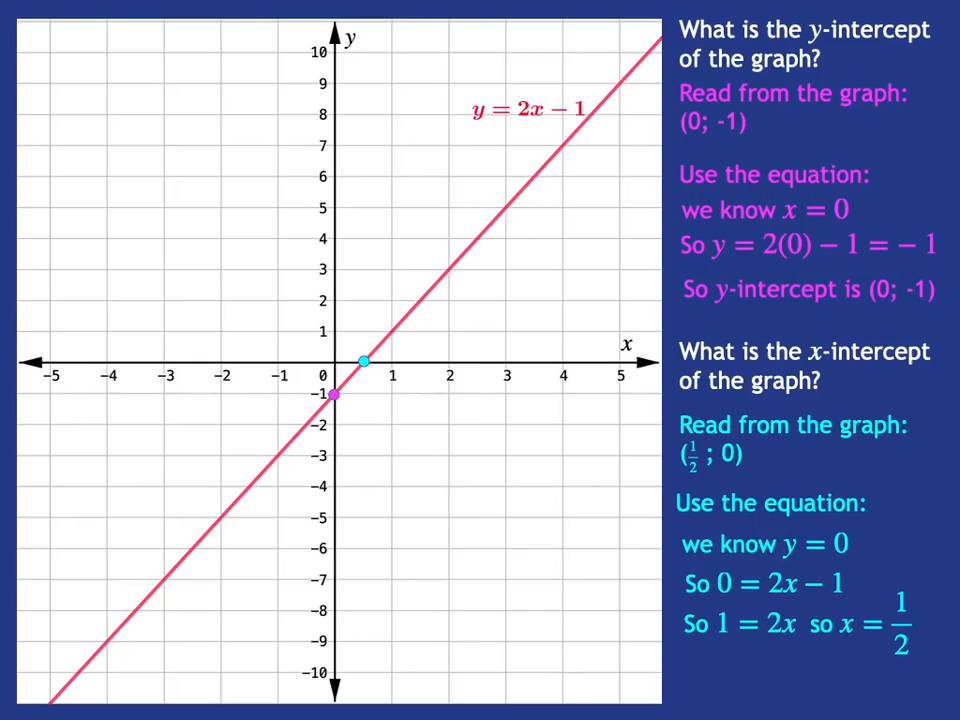 y
10
9
8
y = 2x − 1
7
6
5
4
3
2
1
x
−5 −4 −3 −2 −1 0 1 2 3 4 5
−1
−2
−3
−4
−5
−6
−7
−8
−9
−10
What is the y-intercept
of the graph?
Read from the graph:
(0; -1)
Use the equation:
we know x = 0
So y = 2(0) − 1 = − 1
So y-intercept is (0; -1)
What is the x-intercept
of the graph?
Read from the graph:
(1/2 ; 0)
Use the equation:
we know y = 0
So 0 = 2x − 1
So 1 = 2x so x = 1/2